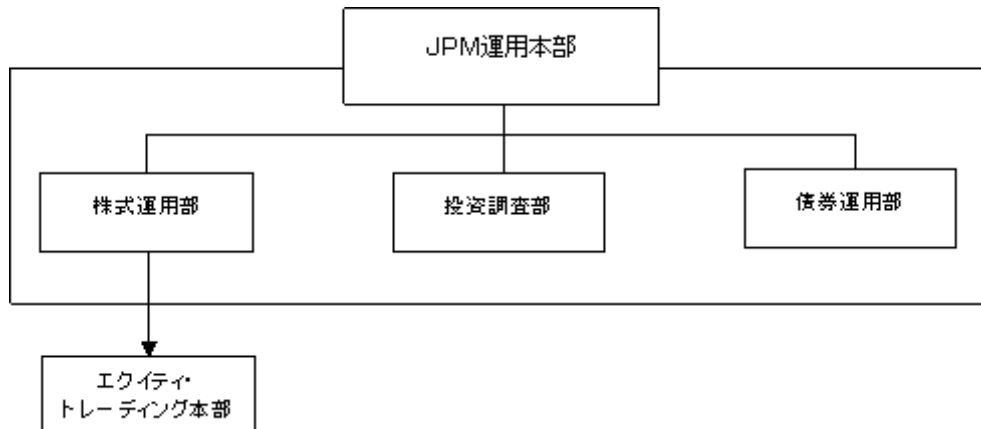 JPM運用本部
株式運用部
投資調査部
債券運用部
エクイティ・
トレーディング本部